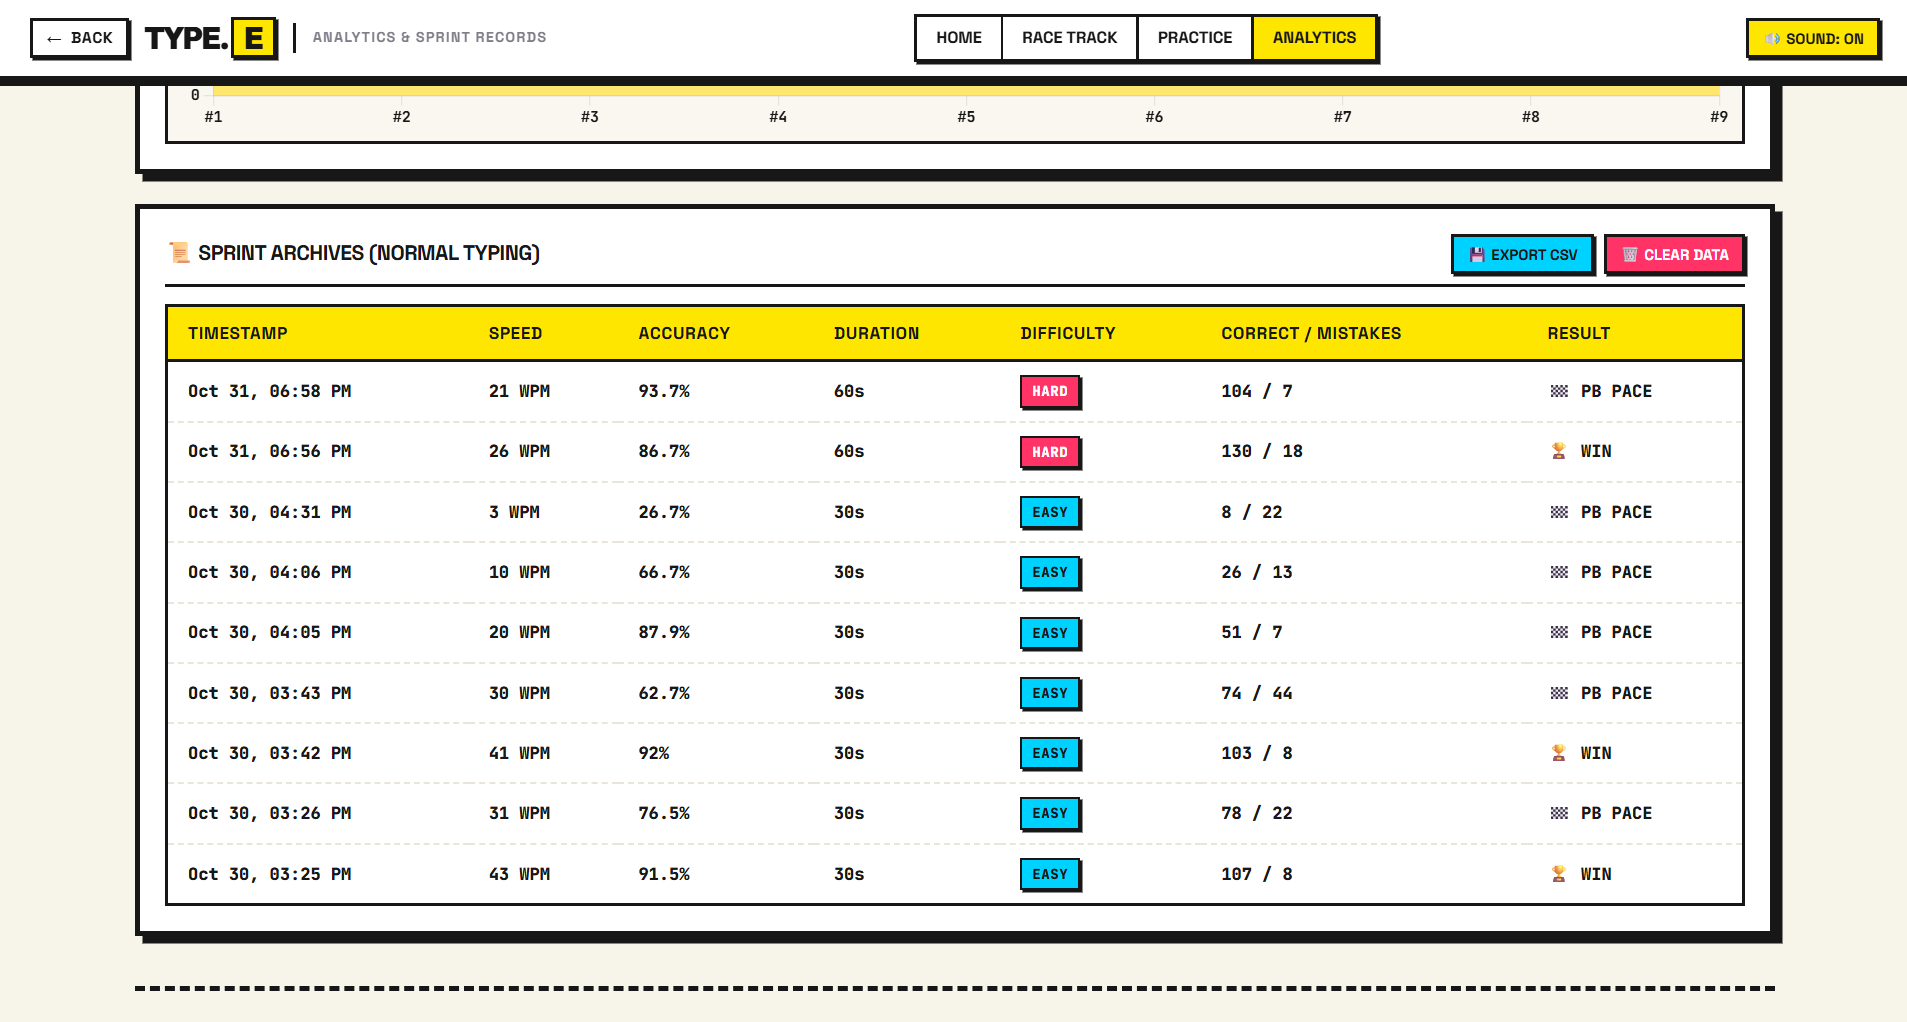 ← BACK TYPE.E ANALYTICS & SPRINT RECORDS HOME RACE TRACK PRACTICE ANALYTICS SOUND: ON
0
#1 #2 #3 #4 #5 #6 #7 #8 #9
SPRINT ARCHIVES (NORMAL TYPING) EXPORT CSV CLEAR DATA
TIMESTAMP SPEED ACCURACY DURATION DIFFICULTY CORRECT / MISTAKES RESULT
Oct 31, 06:58 PM 21 WPM 93.7% 60s HARD 104 / 7 PB PACE
Oct 31, 06:56 PM 26 WPM 86.7% 60s HARD 130 / 18 WIN
Oct 30, 04:31 PM 3 WPM 26.7% 30s EASY 8 / 22 PB PACE
Oct 30, 04:06 PM 10 WPM 66.7% 30s EASY 26 / 13 PB PACE
Oct 30, 04:05 PM 20 WPM 87.9% 30s EASY 51 / 7 PB PACE
Oct 30, 03:43 PM 30 WPM 62.7% 30s EASY 74 / 44 PB PACE
Oct 30, 03:42 PM 41 WPM 92% 30s EASY 103 / 8 WIN
Oct 30, 03:26 PM 31 WPM 76.5% 30s EASY 78 / 22 PB PACE
Oct 30, 03:25 PM 43 WPM 91.5% 30s EASY 107 / 8 WIN